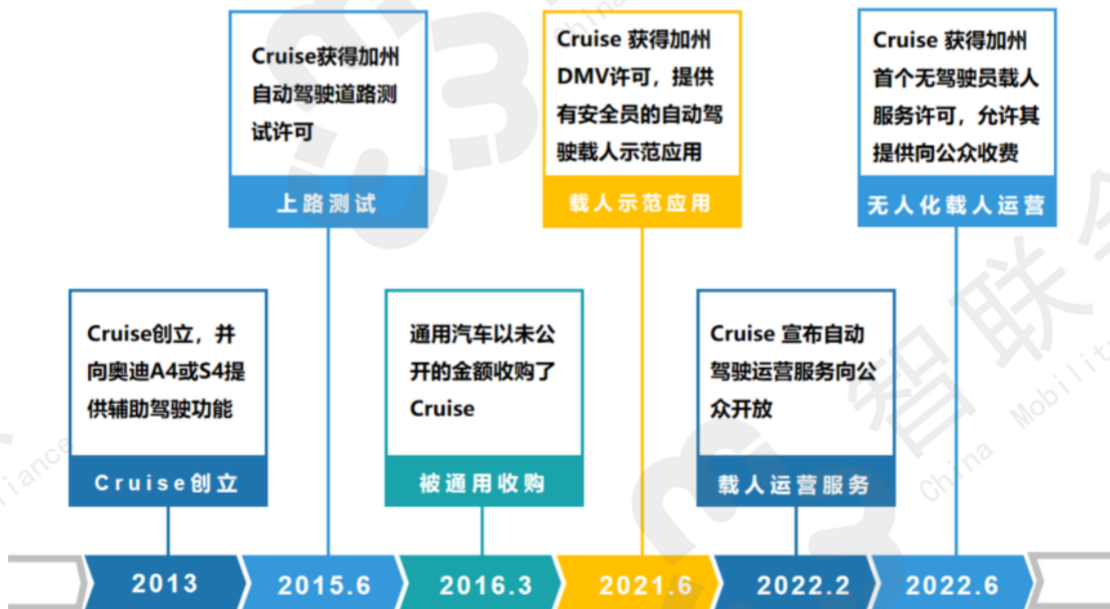 Cruise获得加州
自动驾驶道路测
试许可
上路测试
Cruise 获得加州
DMV许可，提供
有安全员的自动驾
驶载人示范应用
载人示范应用
Cruise 获得加州
首个无驾驶员载人
服务许可，允许其
提供向公众收费
无人化载人运营
Cruise创立，并
向奥迪A4或S4提
供辅助驾驶功能
Cruise创立
通用汽车以未公
开的金额收购了
Cruise
被通用收购
Cruise 宣布自动
驾驶运营服务向公
众开放
载人运营服务
2013
2015.6
2016.3
2021.6
2022.2
2022.6
智联
China Mobility